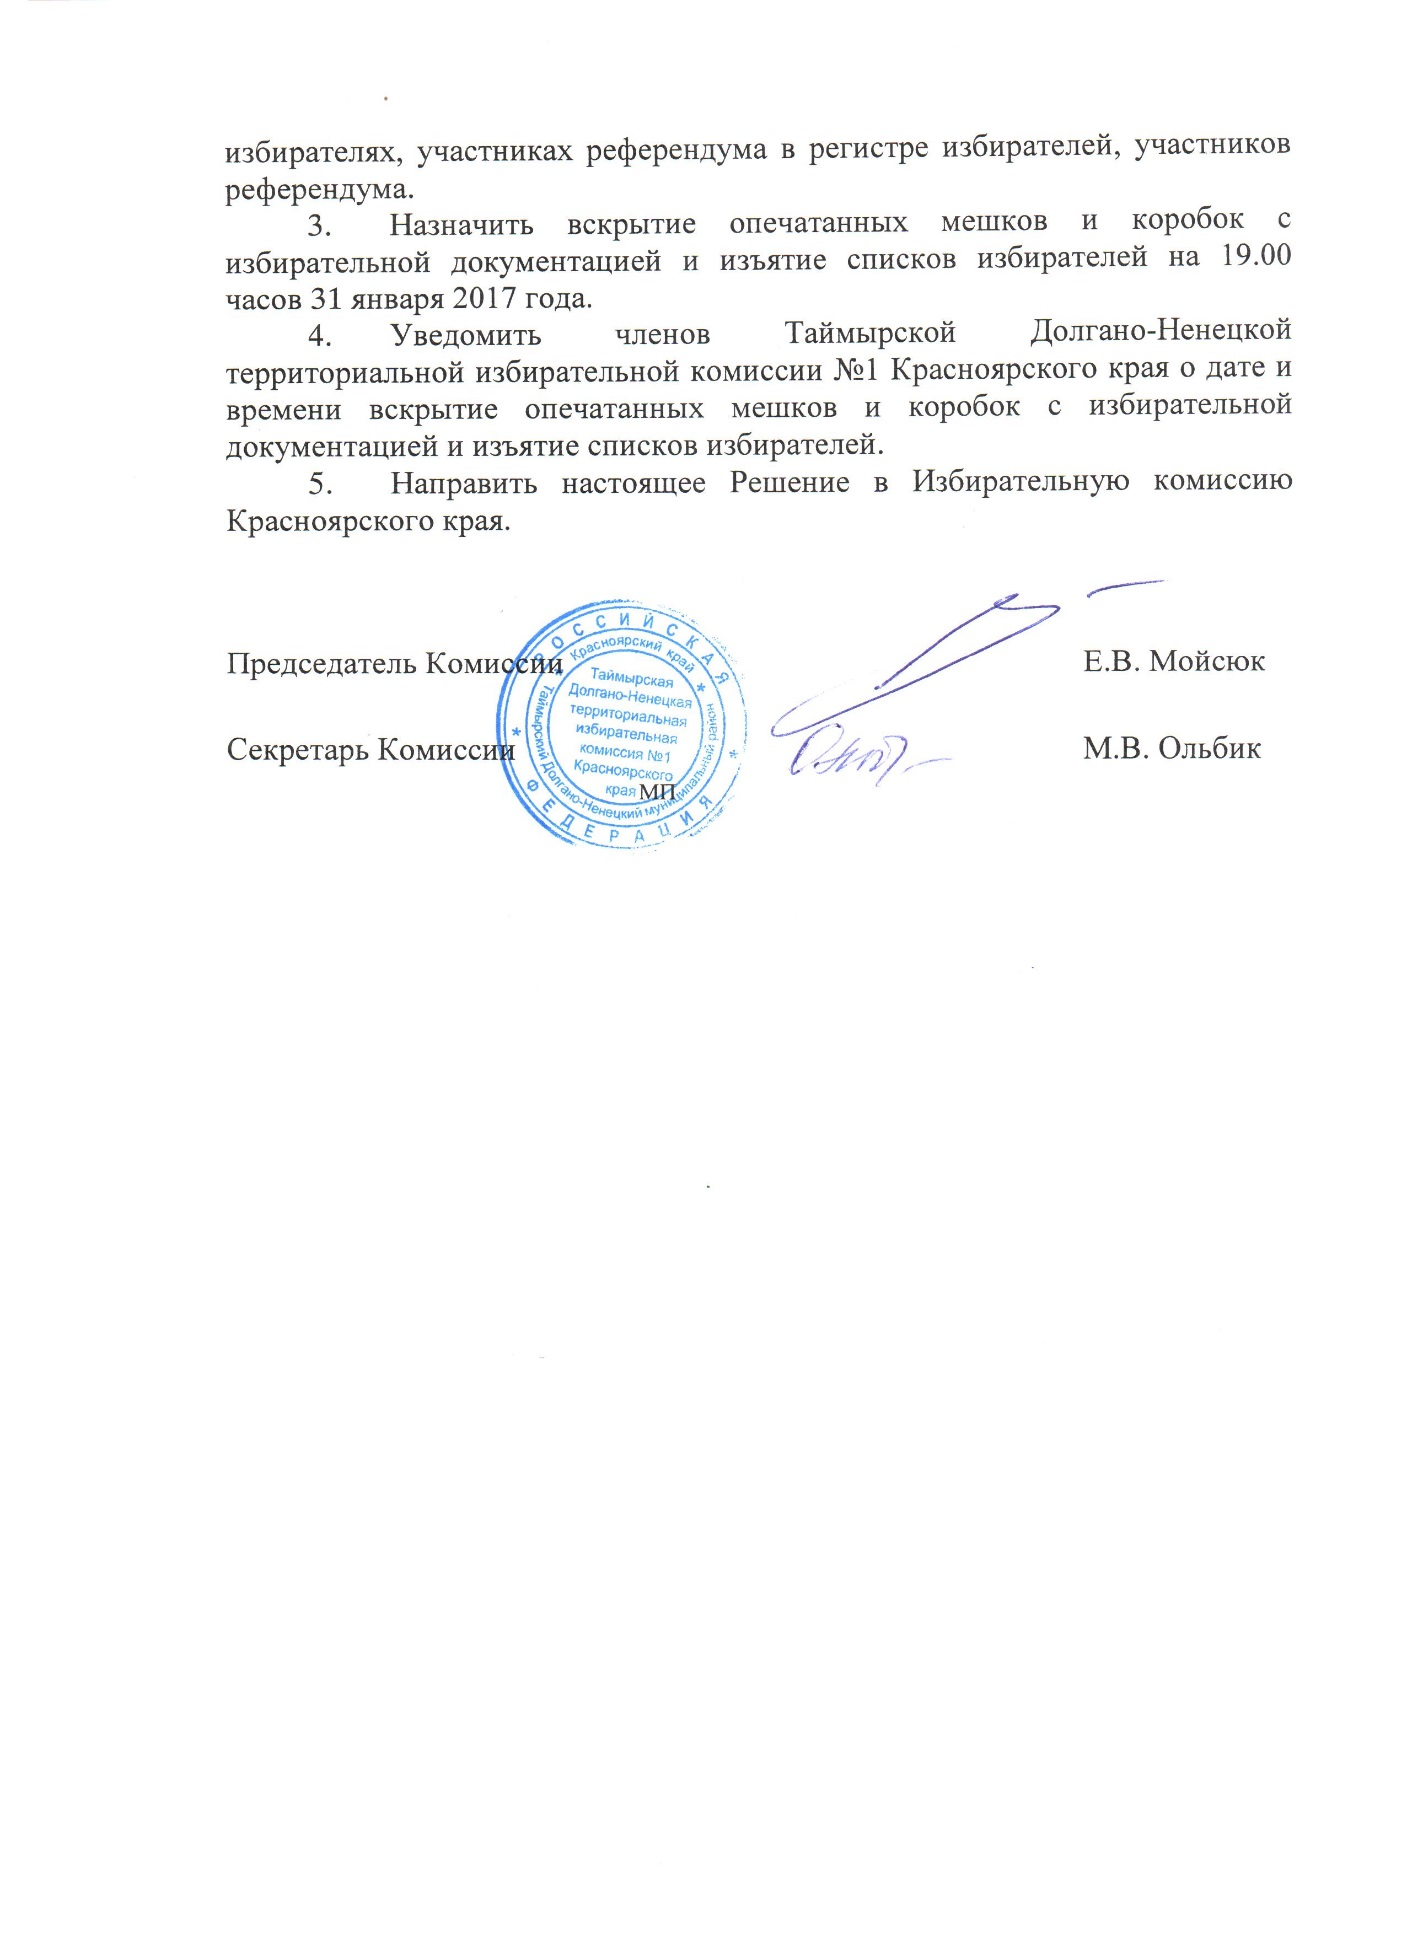 избирателях, участниках референдума в регистре избирателей, участников
референдума.
3. Назначить вскрытие опечатанных мешков и коробок с
избирательной документацией и изъятие списков избирателей на 19.00
часов 31 января 2017 года.
4. Уведомить членов Таймырской Долгано-Ненецкой
территориальной избирательной комиссии №1 Красноярского края о дате и
времени вскрытие опечатанных мешков и коробок с избирательной
документацией и изъятие списков избирателей.
5. Направить настоящее Решение в Избирательную комиссию
Красноярского края.
Председатель Комиссии Е.В. Мойсюк
Секретарь Комиссии М.В. Ольбик
МП
РОССИЙСКАЯ
* ФЕДЕРАЦИЯ *
* Красноярский край *
Таймырский Долгано-Ненецкий муниципальный район
Таймырская
Долгано-Ненецкая
территориальная
избирательная
комиссия №1
Красноярского
края